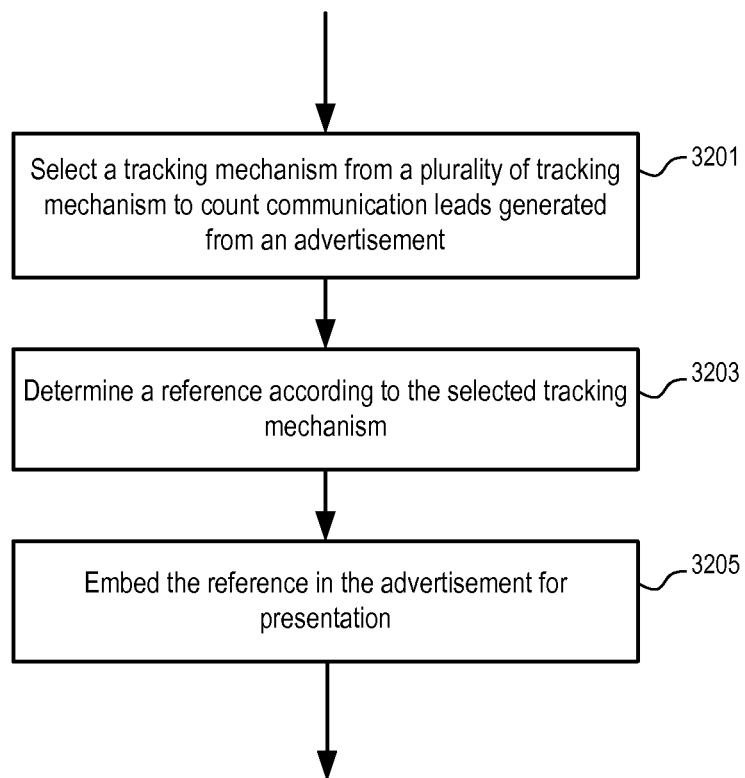 Select a tracking mechanism from a plurality of tracking
mechanism to count communication leads generated
from an advertisement
3201
Determine a reference according to the selected tracking
mechanism
3203
Embed the reference in the advertisement for
presentation
3205